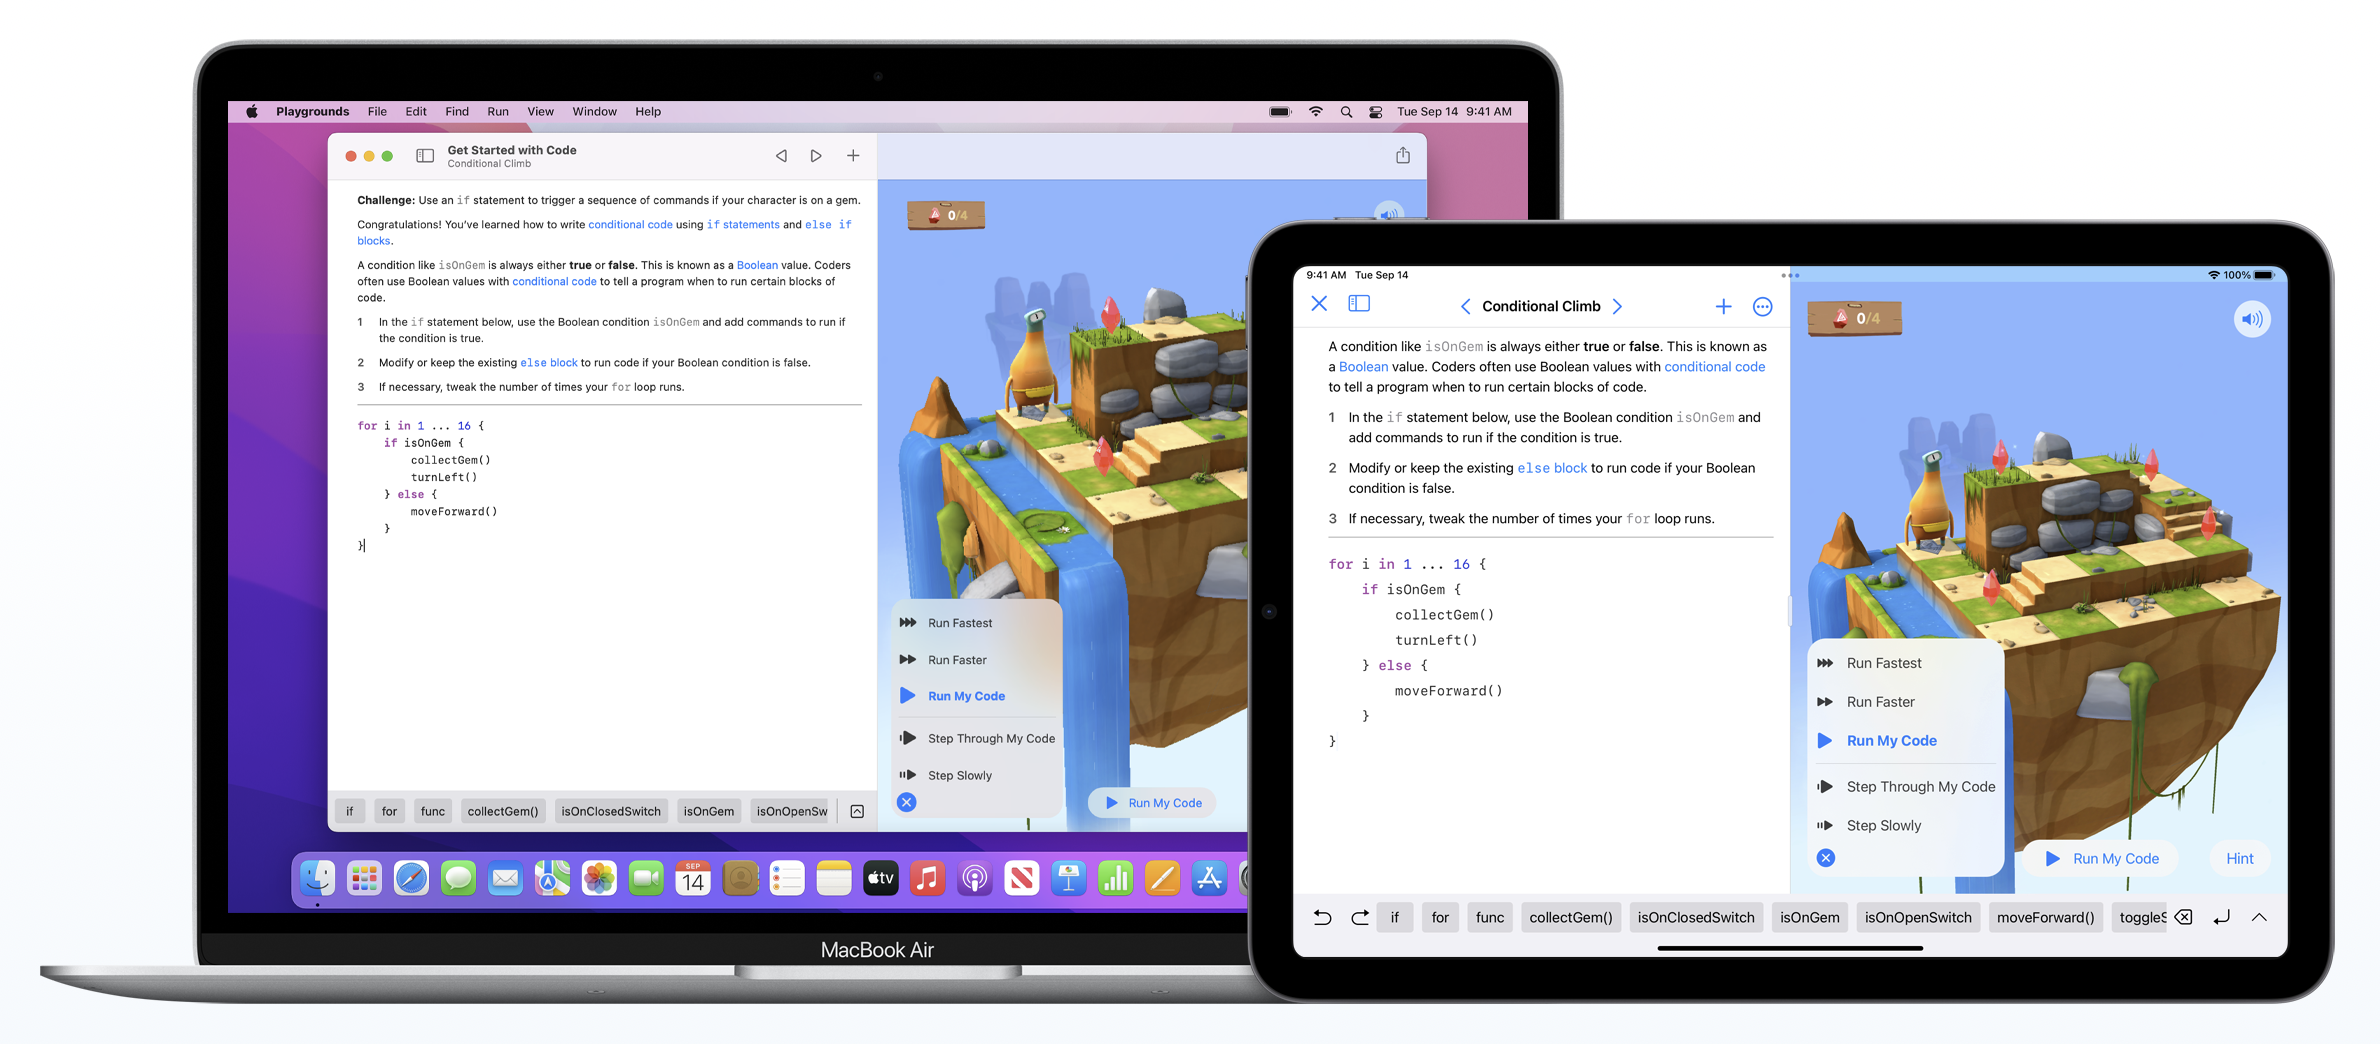 Playgrounds File Edit Find Run View Window Help
Tue Sep 14 9:41 AM
Get Started with Code
Conditional Climb
Challenge: Use an if statement to trigger a sequence of commands if your character is on a gem.
Congratulations! You've learned how to write conditional code using if statements and else if
blocks.
A condition like isOnGem is always either true or false. This is known as a Boolean value. Coders
often use Boolean values with conditional code to tell a program when to run certain blocks of
code.
1 In the if statement below, use the Boolean condition isOnGem and add commands to run if
the condition is true.
2 Modify or keep the existing else block to run code if your Boolean condition is false.
3 If necessary, tweak the number of times your for loop runs.
for i in 1 ... 16 {
if isOnGem {
collectGem()
turnLeft()
} else {
moveForward()
}
}
0/4
Run Fastest
Run Faster
Run My Code
Step Through My Code
Step Slowly
Run My Code
if for func collectGem() isOnClosedSwitch isOnGem isOnOpenSw
SEP
14
tv
MacBook Air
9:41 AM Tue Sep 14
100%
Conditional Climb
A condition like isOnGem is always either true or false. This is known as
a Boolean value. Coders often use Boolean values with conditional code
to tell a program when to run certain blocks of code.
1 In the if statement below, use the Boolean condition isOnGem and
add commands to run if the condition is true.
2 Modify or keep the existing else block to run code if your Boolean
condition is false.
3 If necessary, tweak the number of times your for loop runs.
for i in 1 ... 16 {
if isOnGem {
collectGem()
turnLeft()
} else {
moveForward()
}
}
0/4
Run Fastest
Run Faster
Run My Code
Step Through My Code
Step Slowly
Run My Code
Hint
if for func collectGem() isOnClosedSwitch isOnGem isOnOpenSwitch moveForward() toggleS